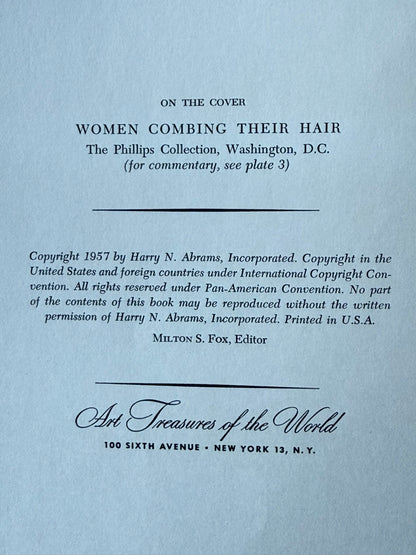 ON THE COVER
WOMEN COMBING THEIR HAIR
The Phillips Collection, Washington, D.C.
(for commentary, see plate 3)
Copyright 1957 by Harry N. Abrams, Incorporated. Copyright in the
United States and foreign countries under International Copyright Con-
vention. All rights reserved under Pan-American Convention. No part
of the contents of this book may be reproduced without the written
permission of Harry N. Abrams, Incorporated. Printed in U.S.A.
MILTON S. FOX, Editor
Art Treasures of the World
100 SIXTH AVENUE • NEW YORK 13, N. Y.